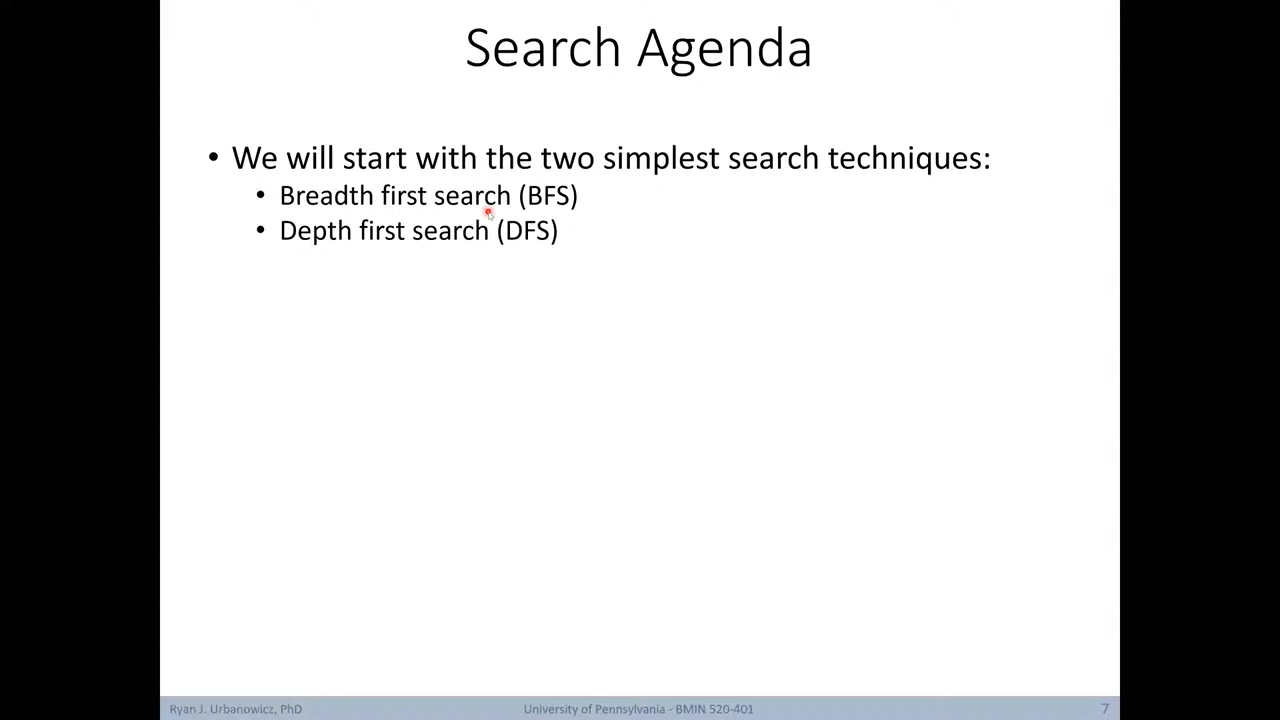 Search Agenda
• We will start with the two simplest search techniques:
• Breadth first search (BFS)
• Depth first search (DFS)
Ryan J. Urbanowicz, PhD
University of Pennsylvania - BMIN 520-401
7